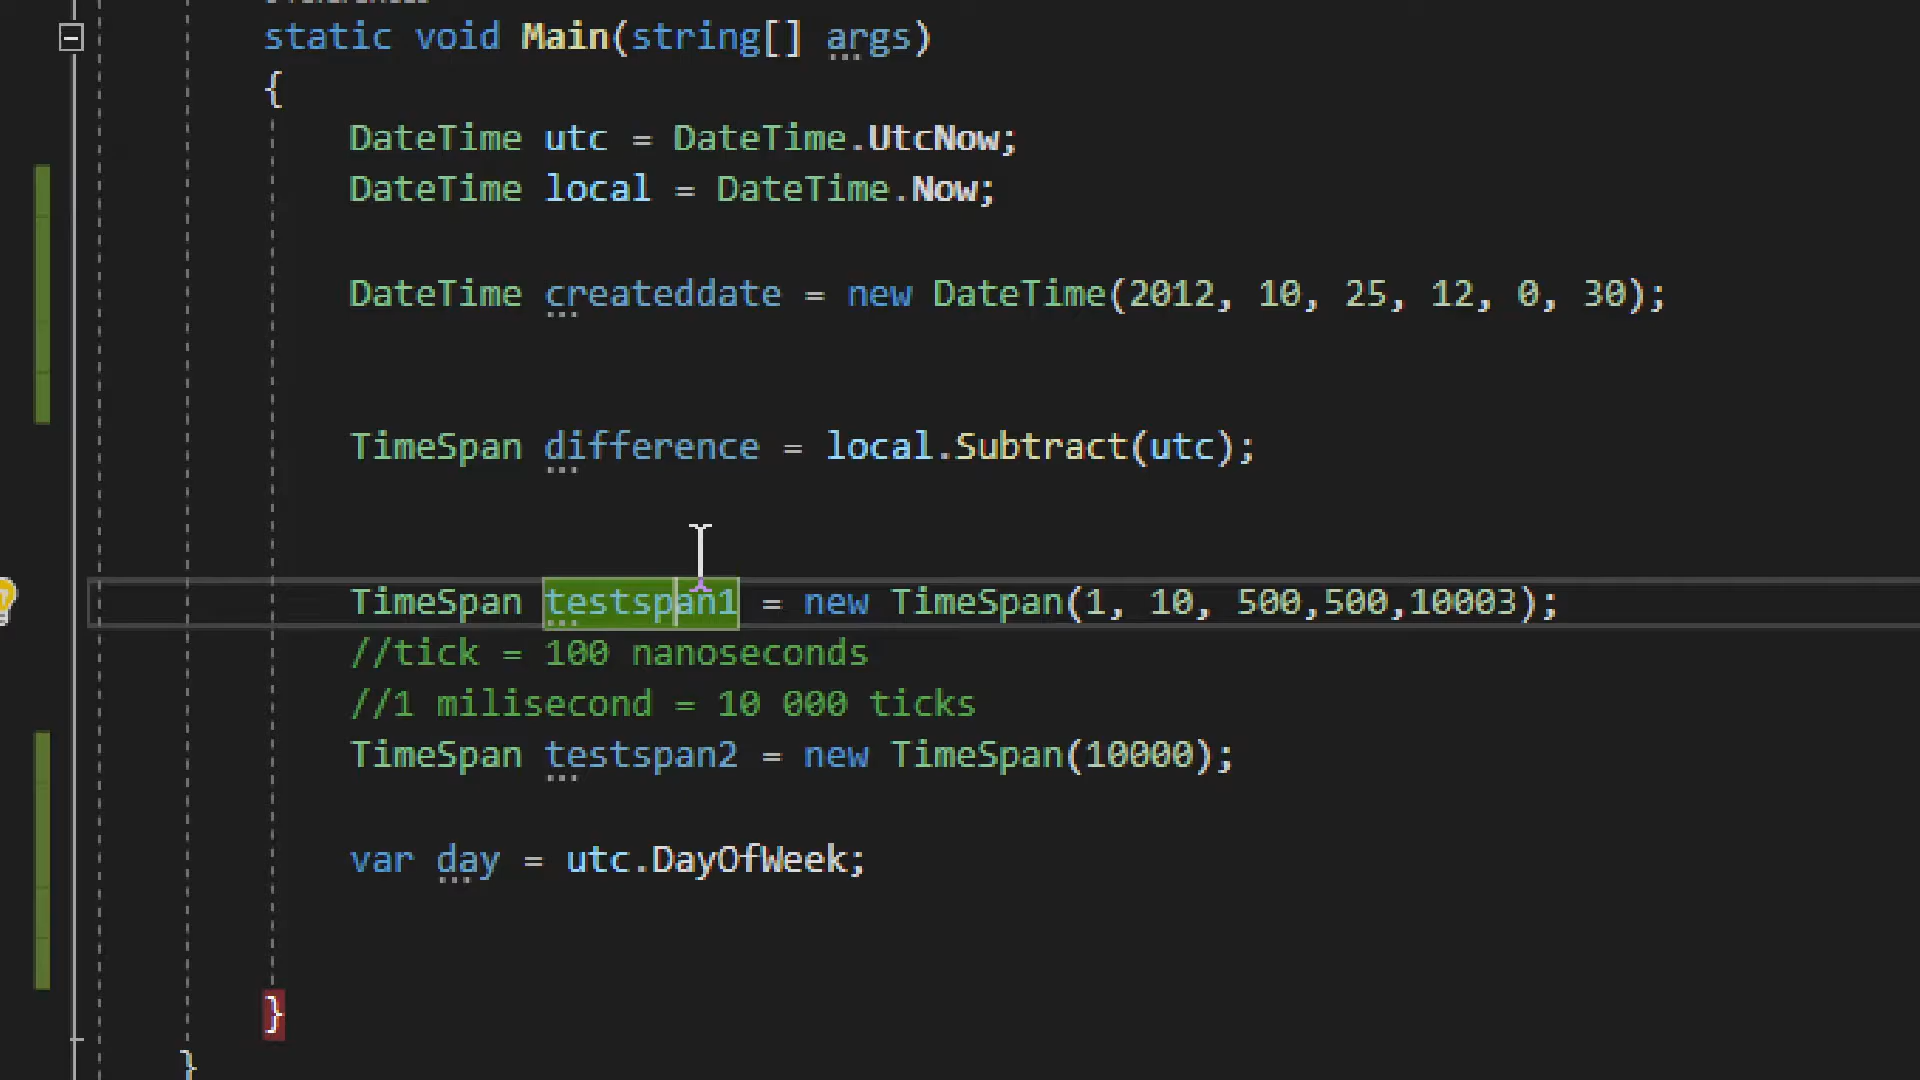 static void Main(string[] args)
{
DateTime utc = DateTime.UtcNow;
DateTime local = DateTime.Now;
DateTime createddate = new DateTime(2012, 10, 25, 12, 0, 30);
TimeSpan difference = local.Subtract(utc);
TimeSpan testspan1 = new TimeSpan(1, 10, 500,500,10003);
//tick = 100 nanoseconds
//1 milisecond = 10 000 ticks
TimeSpan testspan2 = new TimeSpan(10000);
var day = utc.DayOfWeek;
}
}